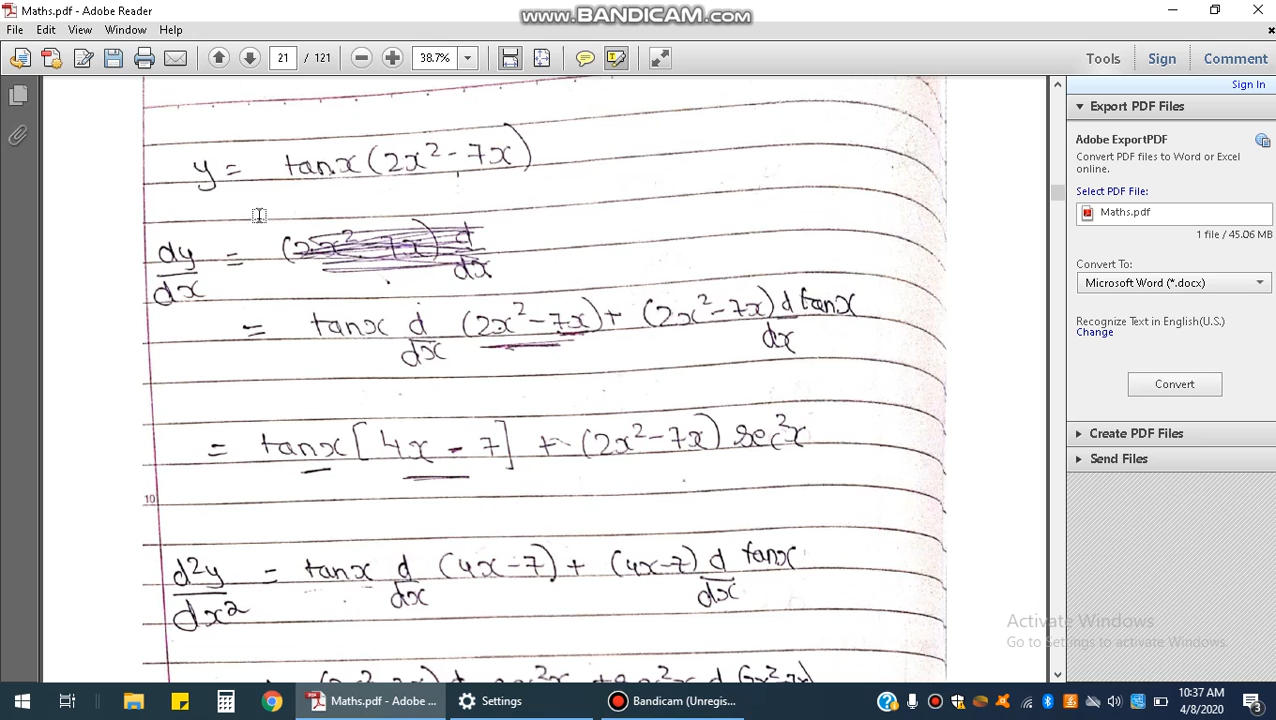 Maths.pdf - Adobe Reader
www.BANDICAM.com
File Edit View Window Help
21 / 121
38.7%
Tools Sign Comment
Sign In
Export PDF Files
Adobe ExportPDF
Convert PDF files to Word or Excel
online.
Select PDF File:
Maths.pdf
1 file / 45.06 MB
Convert To:
Microsoft Word (*.docx)
Recognize Text in English(U.S.)
Change
Convert
Create PDF Files
Send Files
y = tanx(2x² - 7x)
dy/dx = (2x² - 7x) d/dx
= tanx d/dx (2x² - 7x) + (2x² - 7x) d/dx tanx
= tanx [4x - 7] + (2x² - 7x) sec²x
10
d²y/dx² = tanx d/dx (4x - 7) + (4x - 7) d/dx tanx
Activate Windows
Go to Settings to activate Windows.
Maths.pdf - Adobe ...
Settings
Bandicam (Unregis...
10:37 AM
4/8/2020